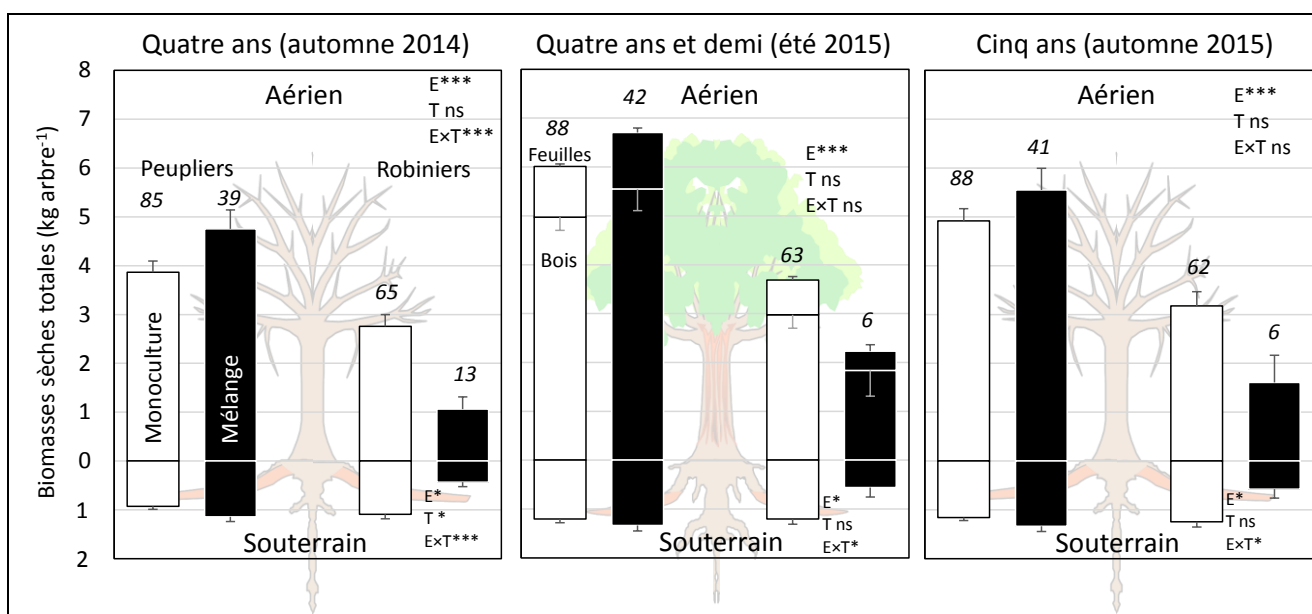 Quatre ans (automne 2014)
Quatre ans et demi (été 2015)
Cinq ans (automne 2015)
Biomasses sèches totales (kg arbre-1)
8
7
6
5
4
3
2
1
0
1
2
Aérien
E***
T ns
E×T***
Peupliers
Robiniers
85
39
65
13
Monoculture
Mélange
E*
T *
E×T***
Souterrain
Aérien
E***
T ns
E×T ns
88
42
63
6
Feuilles
Bois
E*
T ns
E×T*
Souterrain
Aérien
E***
T ns
E×T ns
88
41
62
6
E*
T ns
E×T*
Souterrain